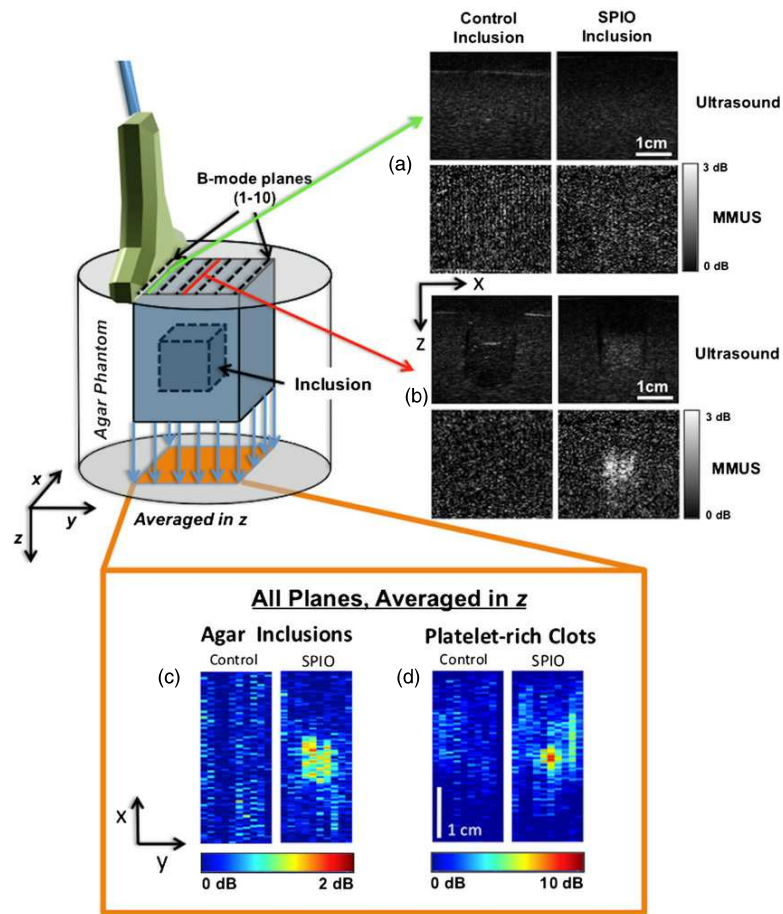 Control
Inclusion
SPIO
Inclusion
Ultrasound
1cm
(a)
B-mode planes
(1-10)
3 dB
MMUS
0 dB
x
z
Agar Phantom
Inclusion
Ultrasound
1cm
(b)
3 dB
MMUS
0 dB
x
y
z
Averaged in z
All Planes, Averaged in z
Agar Inclusions
Platelet-rich Clots
(c)
Control
SPIO
(d)
Control
SPIO
1 cm
x
y
0 dB
2 dB
0 dB
10 dB